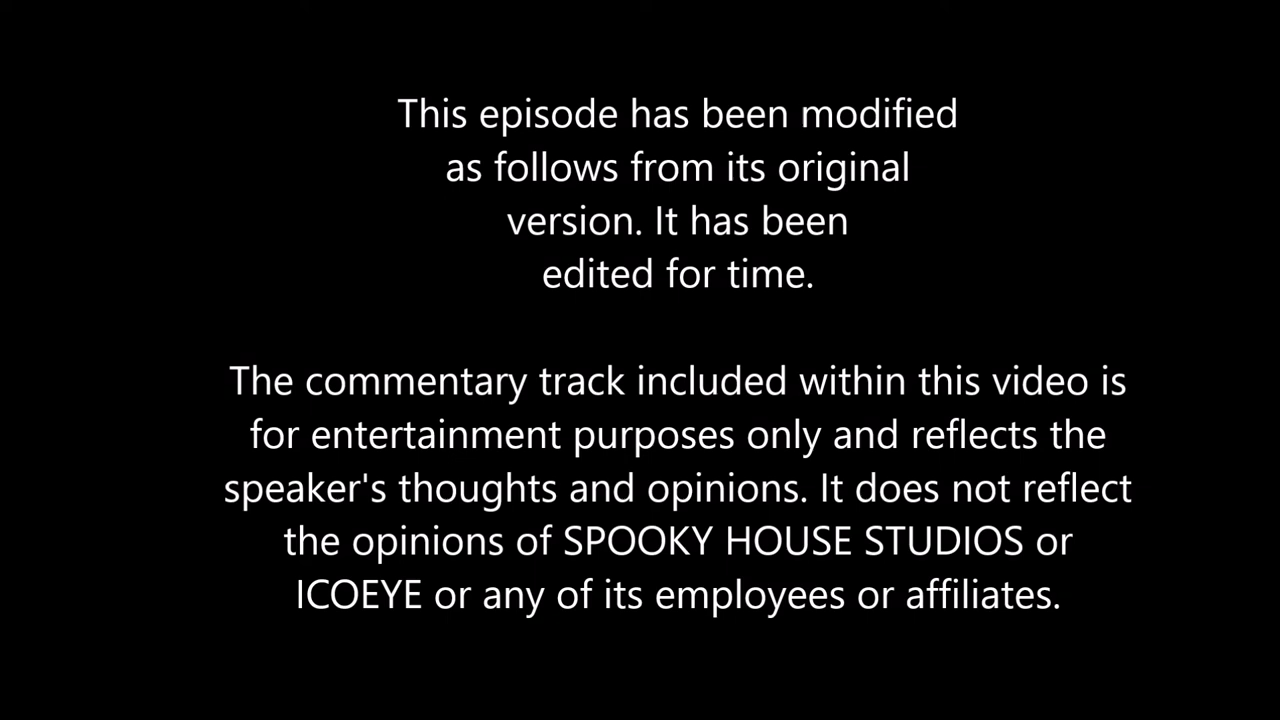 This episode has been modified
as follows from its original
version. It has been
edited for time.
The commentary track included within this video is
for entertainment purposes only and reflects the
speaker's thoughts and opinions. It does not reflect
the opinions of SPOOKY HOUSE STUDIOS or
ICOEYE or any of its employees or affiliates.